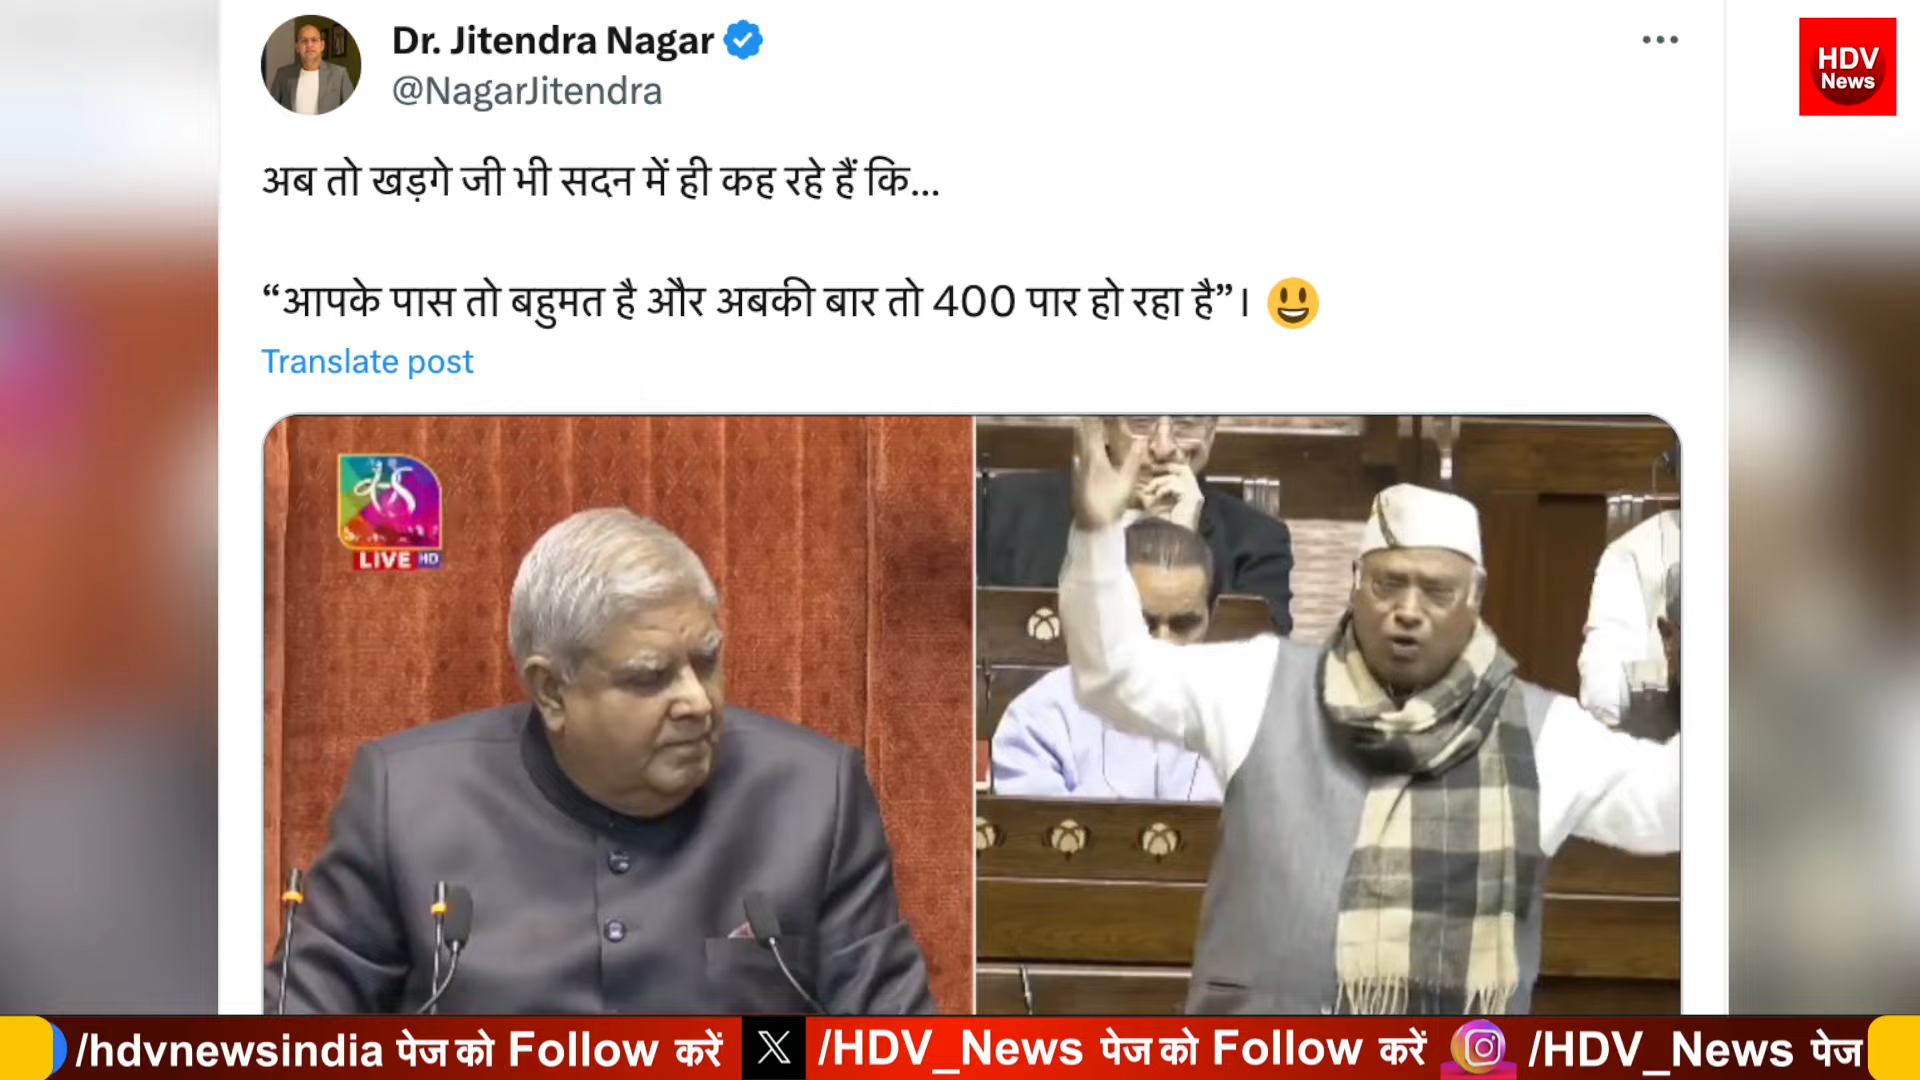 Dr. Jitendra Nagar
@NagarJitendra
HDV
News
अब तो खड़गे जी भी सदन में ही कह रहे हैं कि...
“आपके पास तो बहुमत है और अबकी बार तो 400 पार हो रहा है”। 😃
Translate post
LIVE HD
/hdvnewsindia पेज को Follow करें X /HDV_News पेज को Follow करें /HDV_News पेज